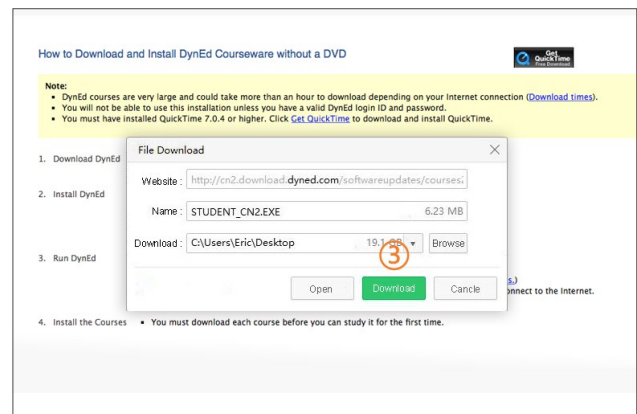 How to Download and Install DynEd Courseware without a DVD
Get
QuickTime
Free Download
Note:
• DynEd courses are very large and could take more than an hour to download depending on your Internet connection (Download times).
• You will not be able to use this installation unless you have a valid DynEd login ID and password.
• You must have installed QuickTime 7.0.4 or higher. Click Get QuickTime to download and install QuickTime.
1. Download DynEd
File Download
Website : http://cn2.download.dyned.com/softwareupdates/courses
2. Install DynEd
Name : STUDENT_CN2.EXE 6.23 MB
Download : C:\Users\Eric\Desktop 19.1 GB Browse
3
3. Run DynEd
s.)
Open Download Cancle
onnect to the Internet.
4. Install the Courses • You must download each course before you can study it for the first time.